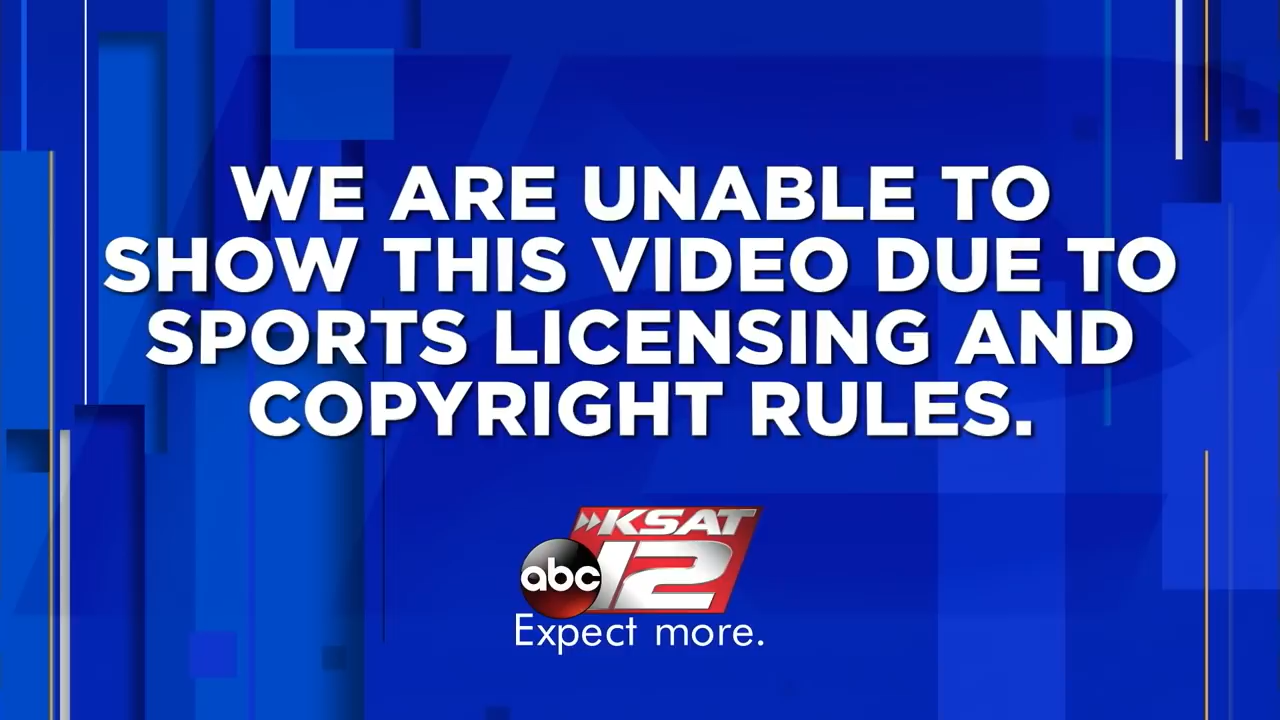 WE ARE UNABLE TO
SHOW THIS VIDEO DUE TO
SPORTS LICENSING AND
COPYRIGHT RULES.
KSAT
abc 12
Expect more.